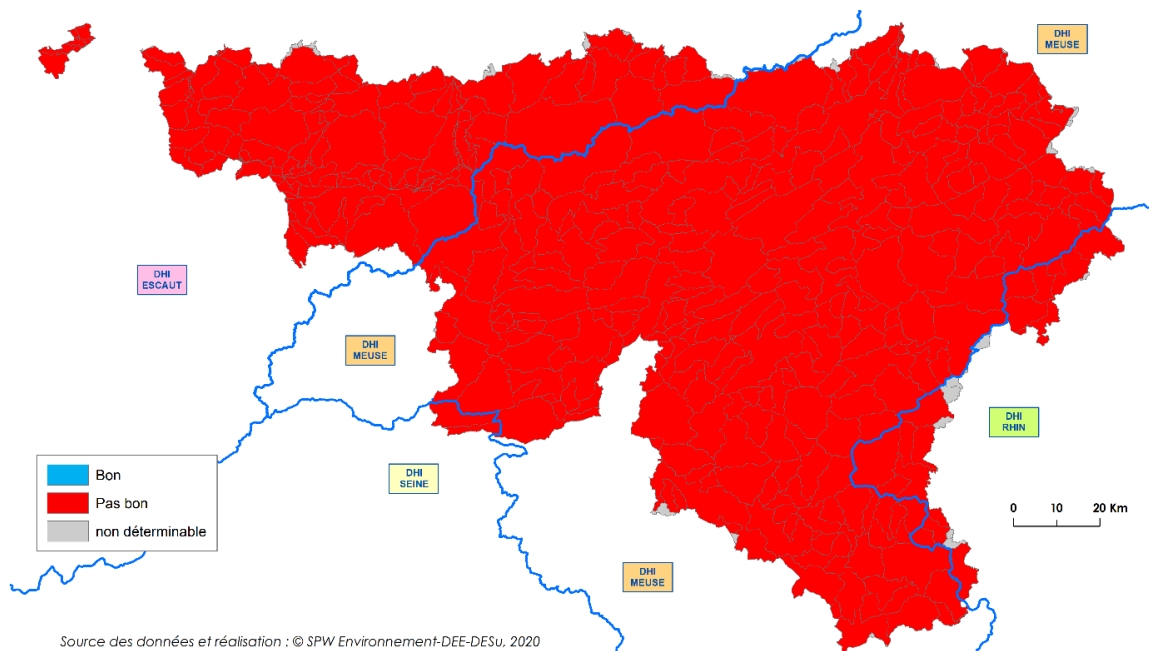 DHI
MEUSE
DHI
ESCAUT
DHI
MEUSE
DHI
RHIN
DHI
SEINE
Bon
Pas bon
non déterminable
0 10 20 Km
DHI
MEUSE
Source des données et réalisation : © SPW Environnement-DEE-DESu, 2020